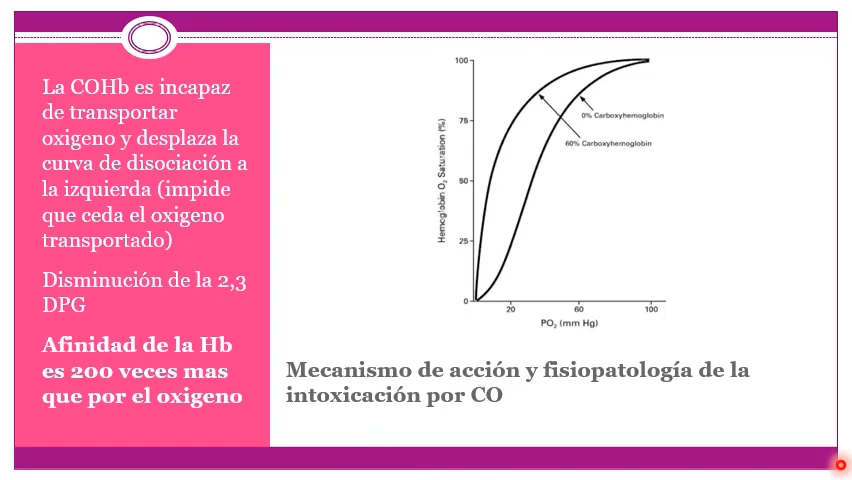 La COHb es incapaz
de transportar
oxigeno y desplaza la
curva de disociación a
la izquierda (impide
que ceda el oxigeno
transportado)
Disminución de la 2,3
DPG
Afinidad de la Hb
es 200 veces mas
que por el oxigeno
100
75
50
25
0
20
60
100
Hemoglobin O₂ Saturation (%)
PO₂ (mm Hg)
0% Carboxyhemoglobin
60% Carboxyhemoglobin
Mecanismo de acción y fisiopatología de la
intoxicación por CO